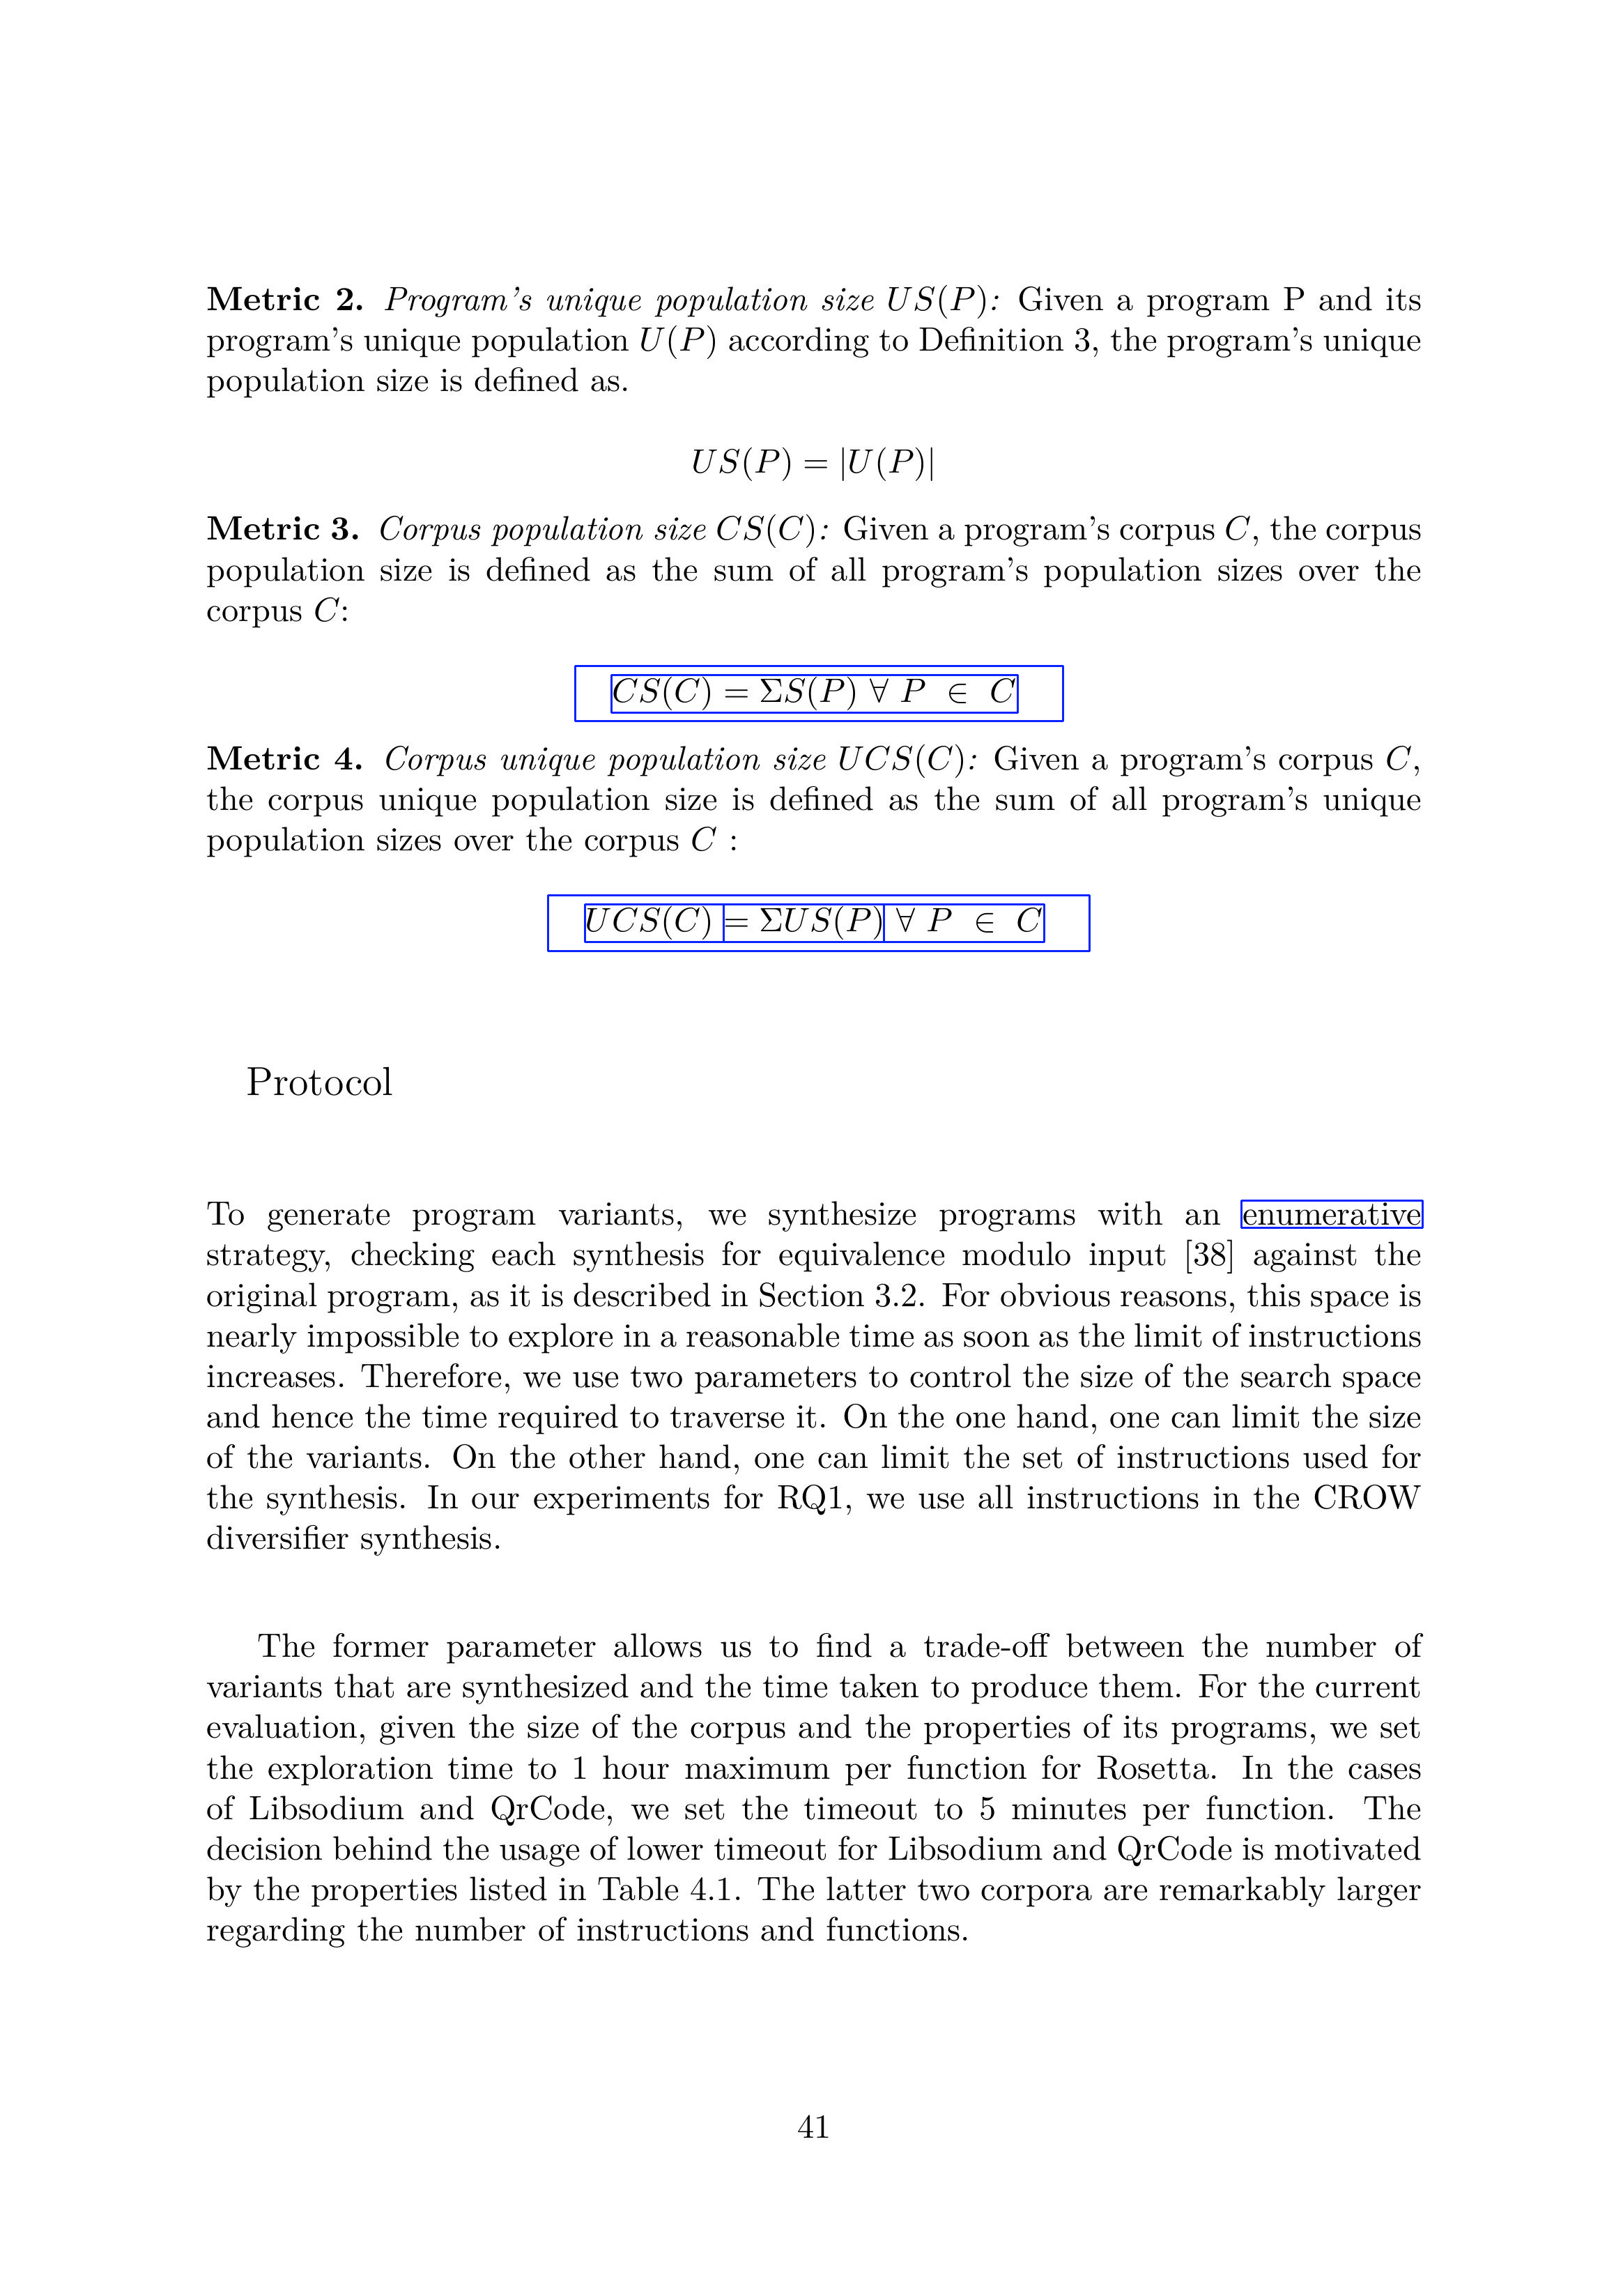 Metric 2. Program's unique population size US(P): Given a program P and its
program's unique population U(P) according to Definition 3, the program's unique
population size is defined as.
US(P) = |U(P)|
Metric 3. Corpus population size CS(C): Given a program's corpus C, the corpus
population size is defined as the sum of all program's population sizes over the
corpus C:
CS(C) = ΣS(P) ∀ P ∈ C
Metric 4. Corpus unique population size UCS(C): Given a program's corpus C,
the corpus unique population size is defined as the sum of all program's unique
population sizes over the corpus C :
UCS(C) = ΣUS(P) ∀ P ∈ C
Protocol
To generate program variants, we synthesize programs with an enumerative
strategy, checking each synthesis for equivalence modulo input [38] against the
original program, as it is described in Section 3.2. For obvious reasons, this space is
nearly impossible to explore in a reasonable time as soon as the limit of instructions
increases. Therefore, we use two parameters to control the size of the search space
and hence the time required to traverse it. On the one hand, one can limit the size
of the variants. On the other hand, one can limit the set of instructions used for
the synthesis. In our experiments for RQ1, we use all instructions in the CROW
diversifier synthesis.
The former parameter allows us to find a trade-off between the number of
variants that are synthesized and the time taken to produce them. For the current
evaluation, given the size of the corpus and the properties of its programs, we set
the exploration time to 1 hour maximum per function for Rosetta. In the cases
of Libsodium and QrCode, we set the timeout to 5 minutes per function. The
decision behind the usage of lower timeout for Libsodium and QrCode is motivated
by the properties listed in Table 4.1. The latter two corpora are remarkably larger
regarding the number of instructions and functions.
41